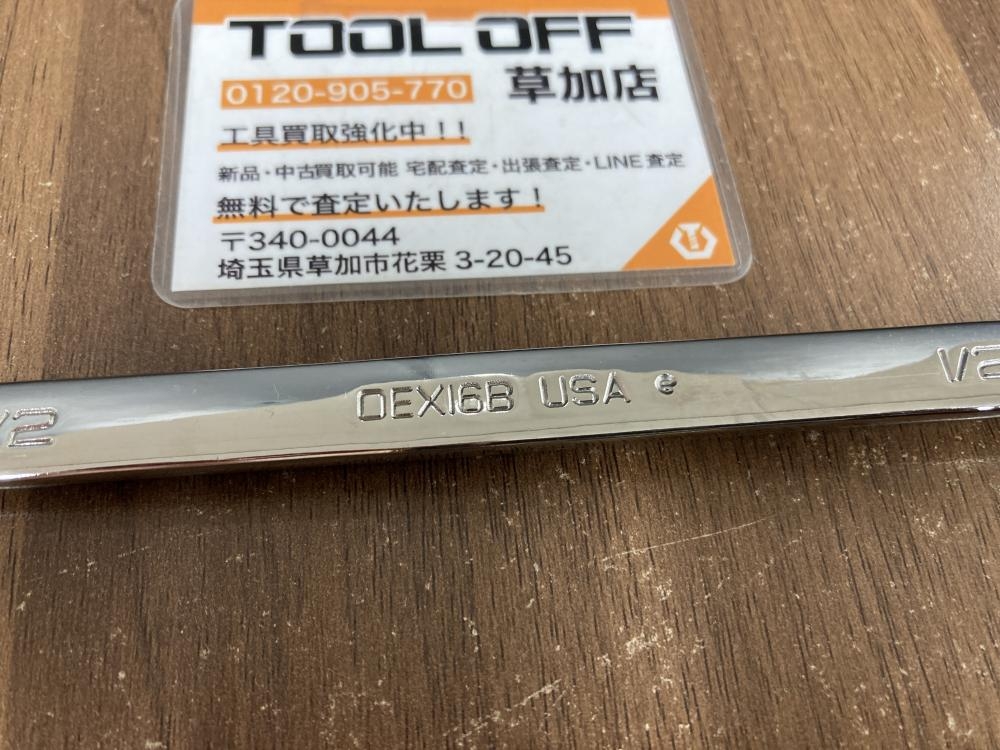 TOOL OFF
0120-905-770 草加店
工具買取強化中！！
新品・中古買取可能 宅配査定・出張査定・LINE査定
無料で査定いたします！
〒340-0044
埼玉県草加市花栗 3-20-45
/2 OEXI6B USA 1/2